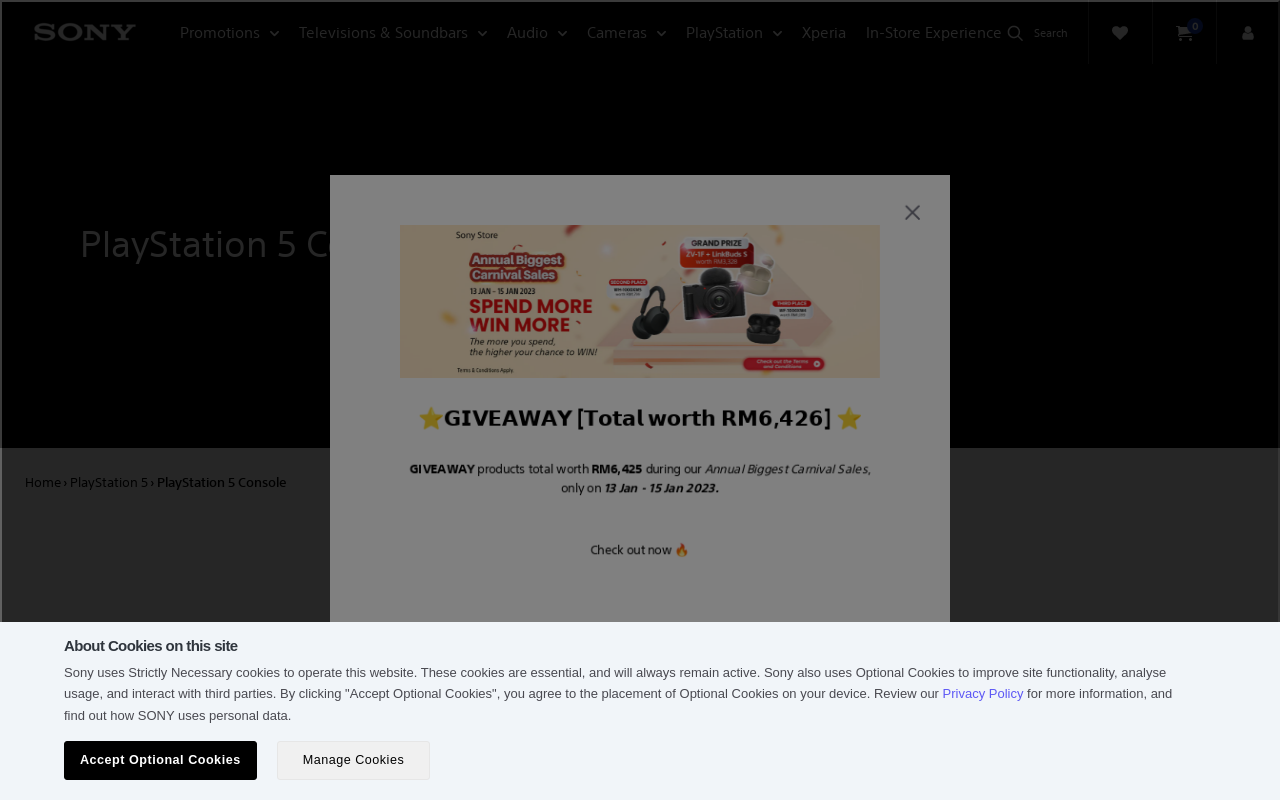 SONY
Promotions
Televisions & Soundbars
Audio
Cameras
PlayStation
Xperia
In-Store Experience
Search
0
PlayStation 5 Co
Sony Store
Annual Biggest
Carnival Sales
13 JAN - 15 JAN 2023
SPEND MORE
WIN MORE
The more you spend,
the higher your chance to WIN!
Terms & Conditions Apply.
GRAND PRIZE
ZV-1F + LinkBuds S
SECOND PLACE
THIRD PLACE
Check out the Terms
and Conditions
⭐GIVEAWAY [Total worth RM6,426] ⭐
GIVEAWAY products total worth RM6,425 during our Annual Biggest Carnival Sales,
only on 13 Jan - 15 Jan 2023.
Check out now 🔥
Home › PlayStation 5 › PlayStation 5 Console
About Cookies on this site
Sony uses Strictly Necessary cookies to operate this website. These cookies are essential, and will always remain active. Sony also uses Optional Cookies to improve site functionality, analyse
usage, and interact with third parties. By clicking "Accept Optional Cookies", you agree to the placement of Optional Cookies on your device. Review our Privacy Policy for more information, and
find out how SONY uses personal data.
Accept Optional Cookies
Manage Cookies